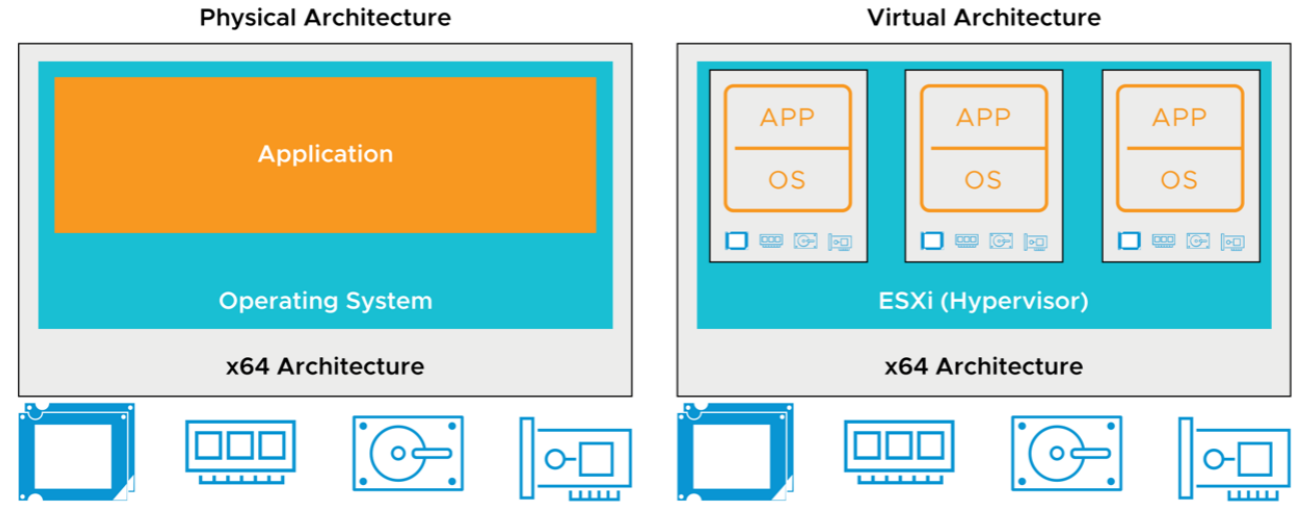 Physical Architecture
Application
Operating System
x64 Architecture
Virtual Architecture
APP
OS
APP
OS
APP
OS
ESXi (Hypervisor)
x64 Architecture